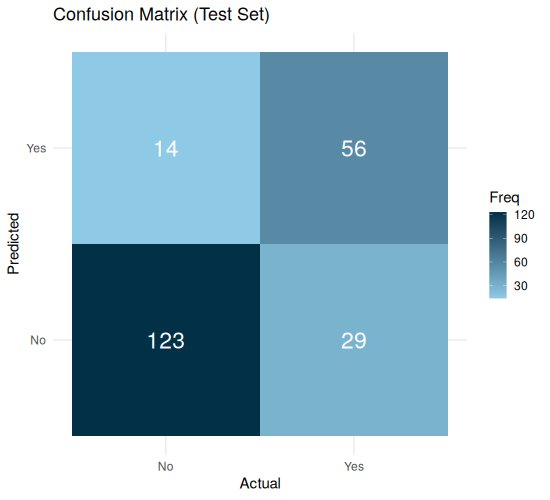 Confusion Matrix (Test Set)
Yes
14
56
Predicted
No
123
29
No
Yes
Actual
Freq
120
90
60
30